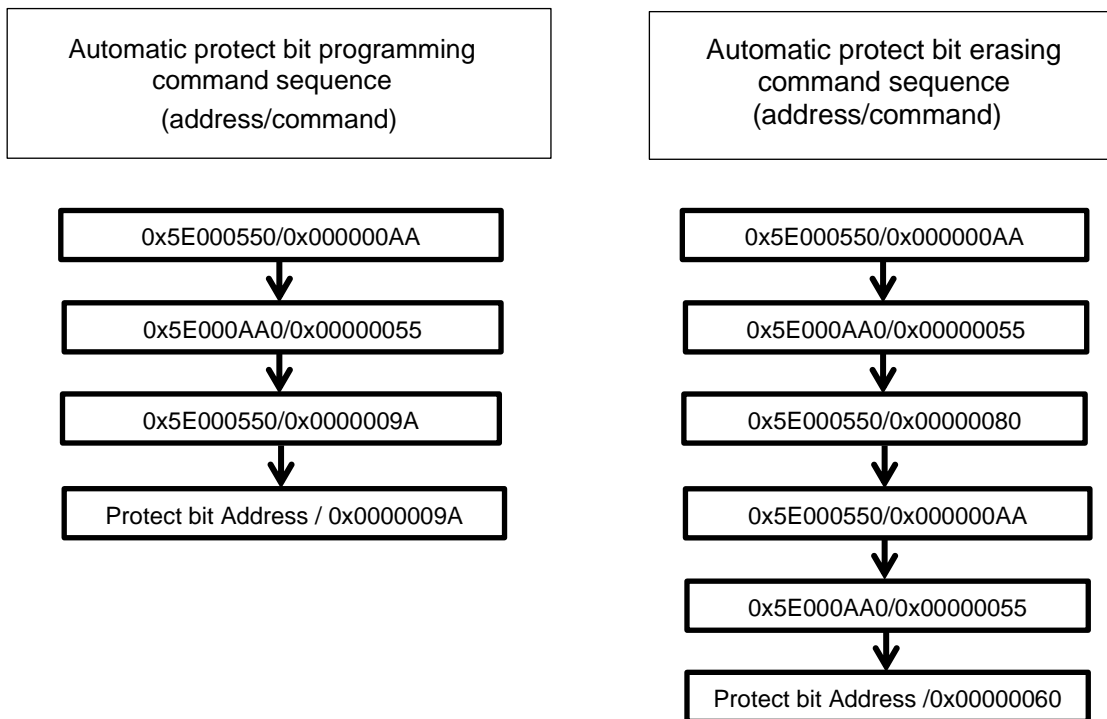 Automatic protect bit programming
command sequence
(address/command)
0x5E000550/0x000000AA
0x5E000AA0/0x00000055
0x5E000550/0x0000009A
Protect bit Address / 0x0000009A
Automatic protect bit erasing
command sequence
(address/command)
0x5E000550/0x000000AA
0x5E000AA0/0x00000055
0x5E000550/0x00000080
0x5E000550/0x000000AA
0x5E000AA0/0x00000055
Protect bit Address /0x00000060